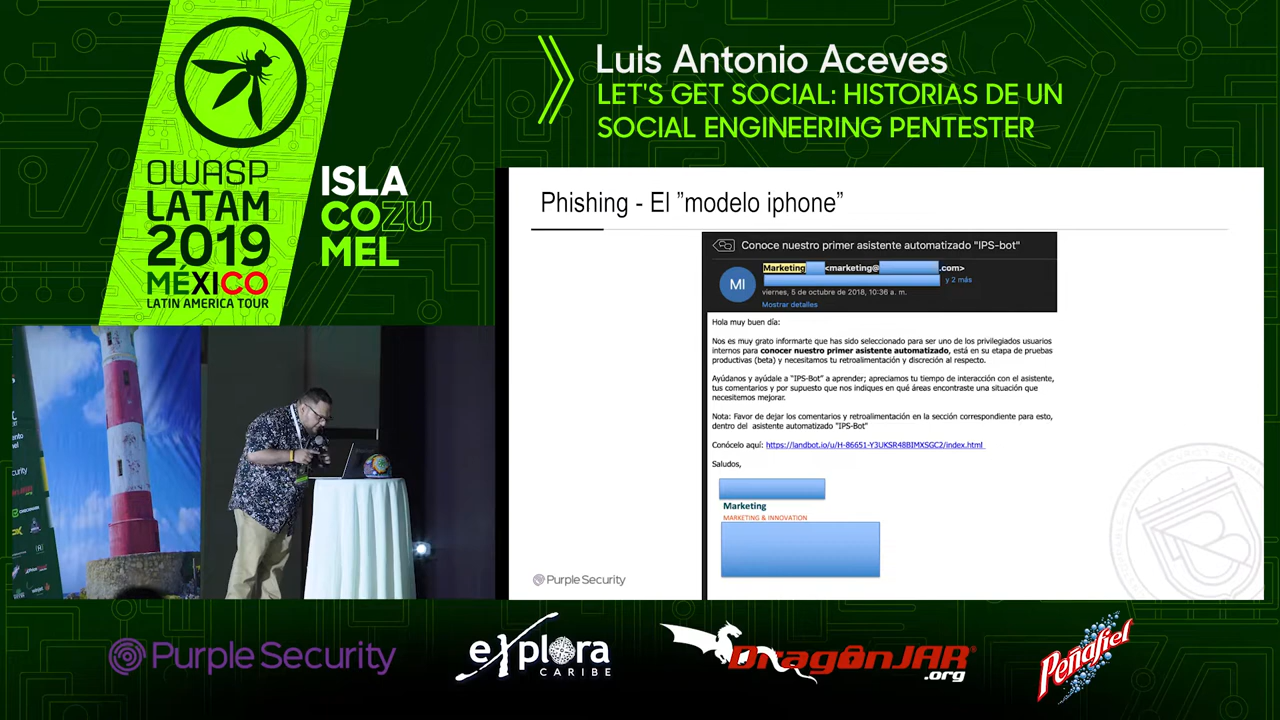 OWASP
LATAM
2019
MÉXICO
LATIN AMERICA TOUR
ISLA
COZU
MEL
Luis Antonio Aceves
LET'S GET SOCIAL: HISTORIAS DE UN
SOCIAL ENGINEERING PENTESTER
Phishing - El ”modelo iphone”
Conoce nuestro primer asistente automatizado "IPS-bot"
MI
Marketing <marketing@ .com>
y 2 más
viernes, 5 de octubre de 2018, 10:36 a. m.
Mostrar detalles
Hola muy buen día:
Nos es muy grato informarte que has sido seleccionado para ser uno de los privilegiados usuarios
internos para conocer nuestro primer asistente automatizado, está en su etapa de pruebas
productivas (beta) y necesitamos tu retroalimentación y discreción al respecto.
Ayúdanos y ayúdale a "IPS-Bot" a aprender; apreciamos tu tiempo de interacción con el asistente,
tus comentarios y por supuesto que nos indiques en qué áreas encontraste una situación que
necesitemos mejorar.
Nota: Favor de dejar los comentarios y retroalimentación en la sección correspondiente para esto,
dentro del asistente automatizado "IPS-Bot"
Conócelo aquí: https://landbot.io/u/H-86651-Y3UKSR48BIMXSGC2/index.html
Saludos,
Marketing
MARKETING & INNOVATION
Purple Security
Purple Security
explora
CARIBE
DragonJAR
.org
Peñafiel